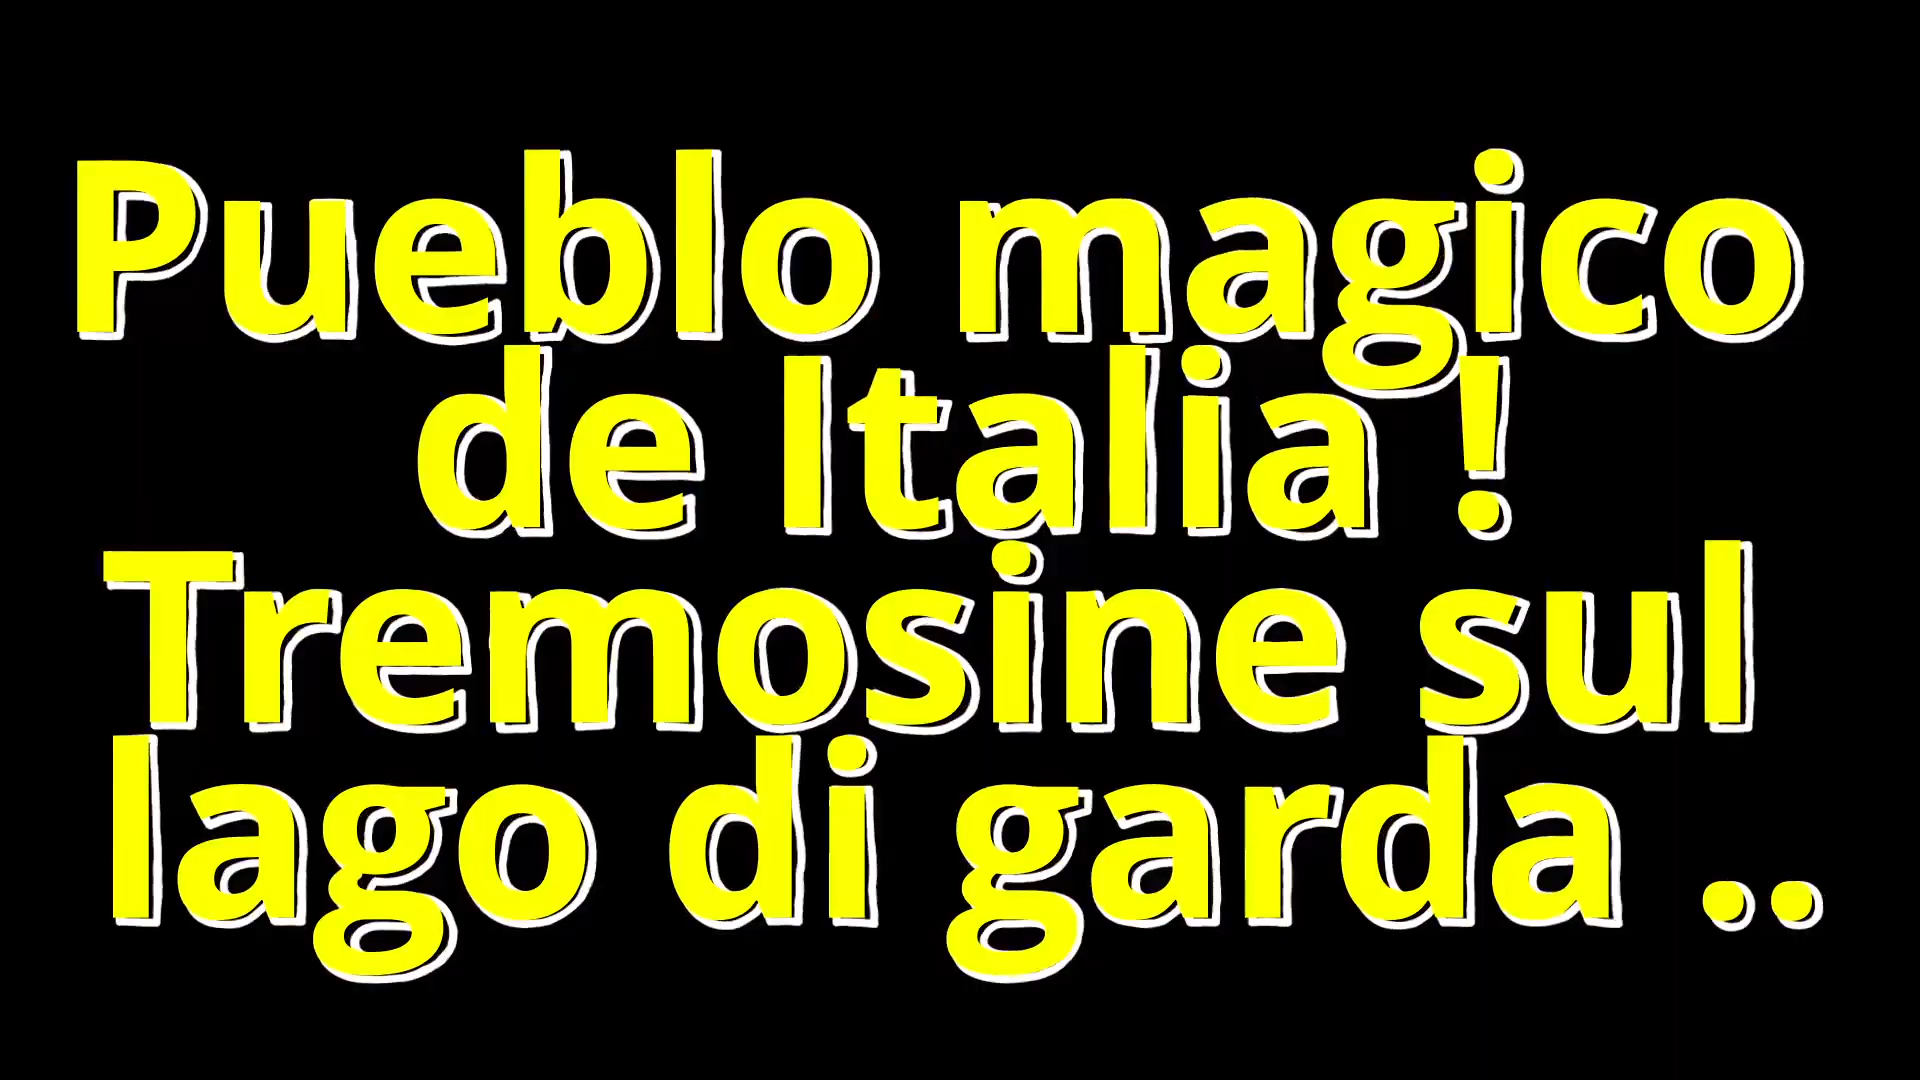 Pueblo magico
de Italia !
Tremosine sul
lago di garda ..